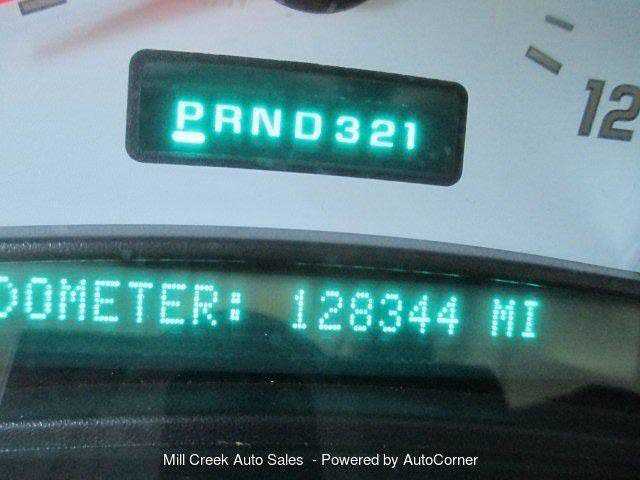 PRND321
12
DOMETER: 128344 MI
Mill Creek Auto Sales - Powered by AutoCorner